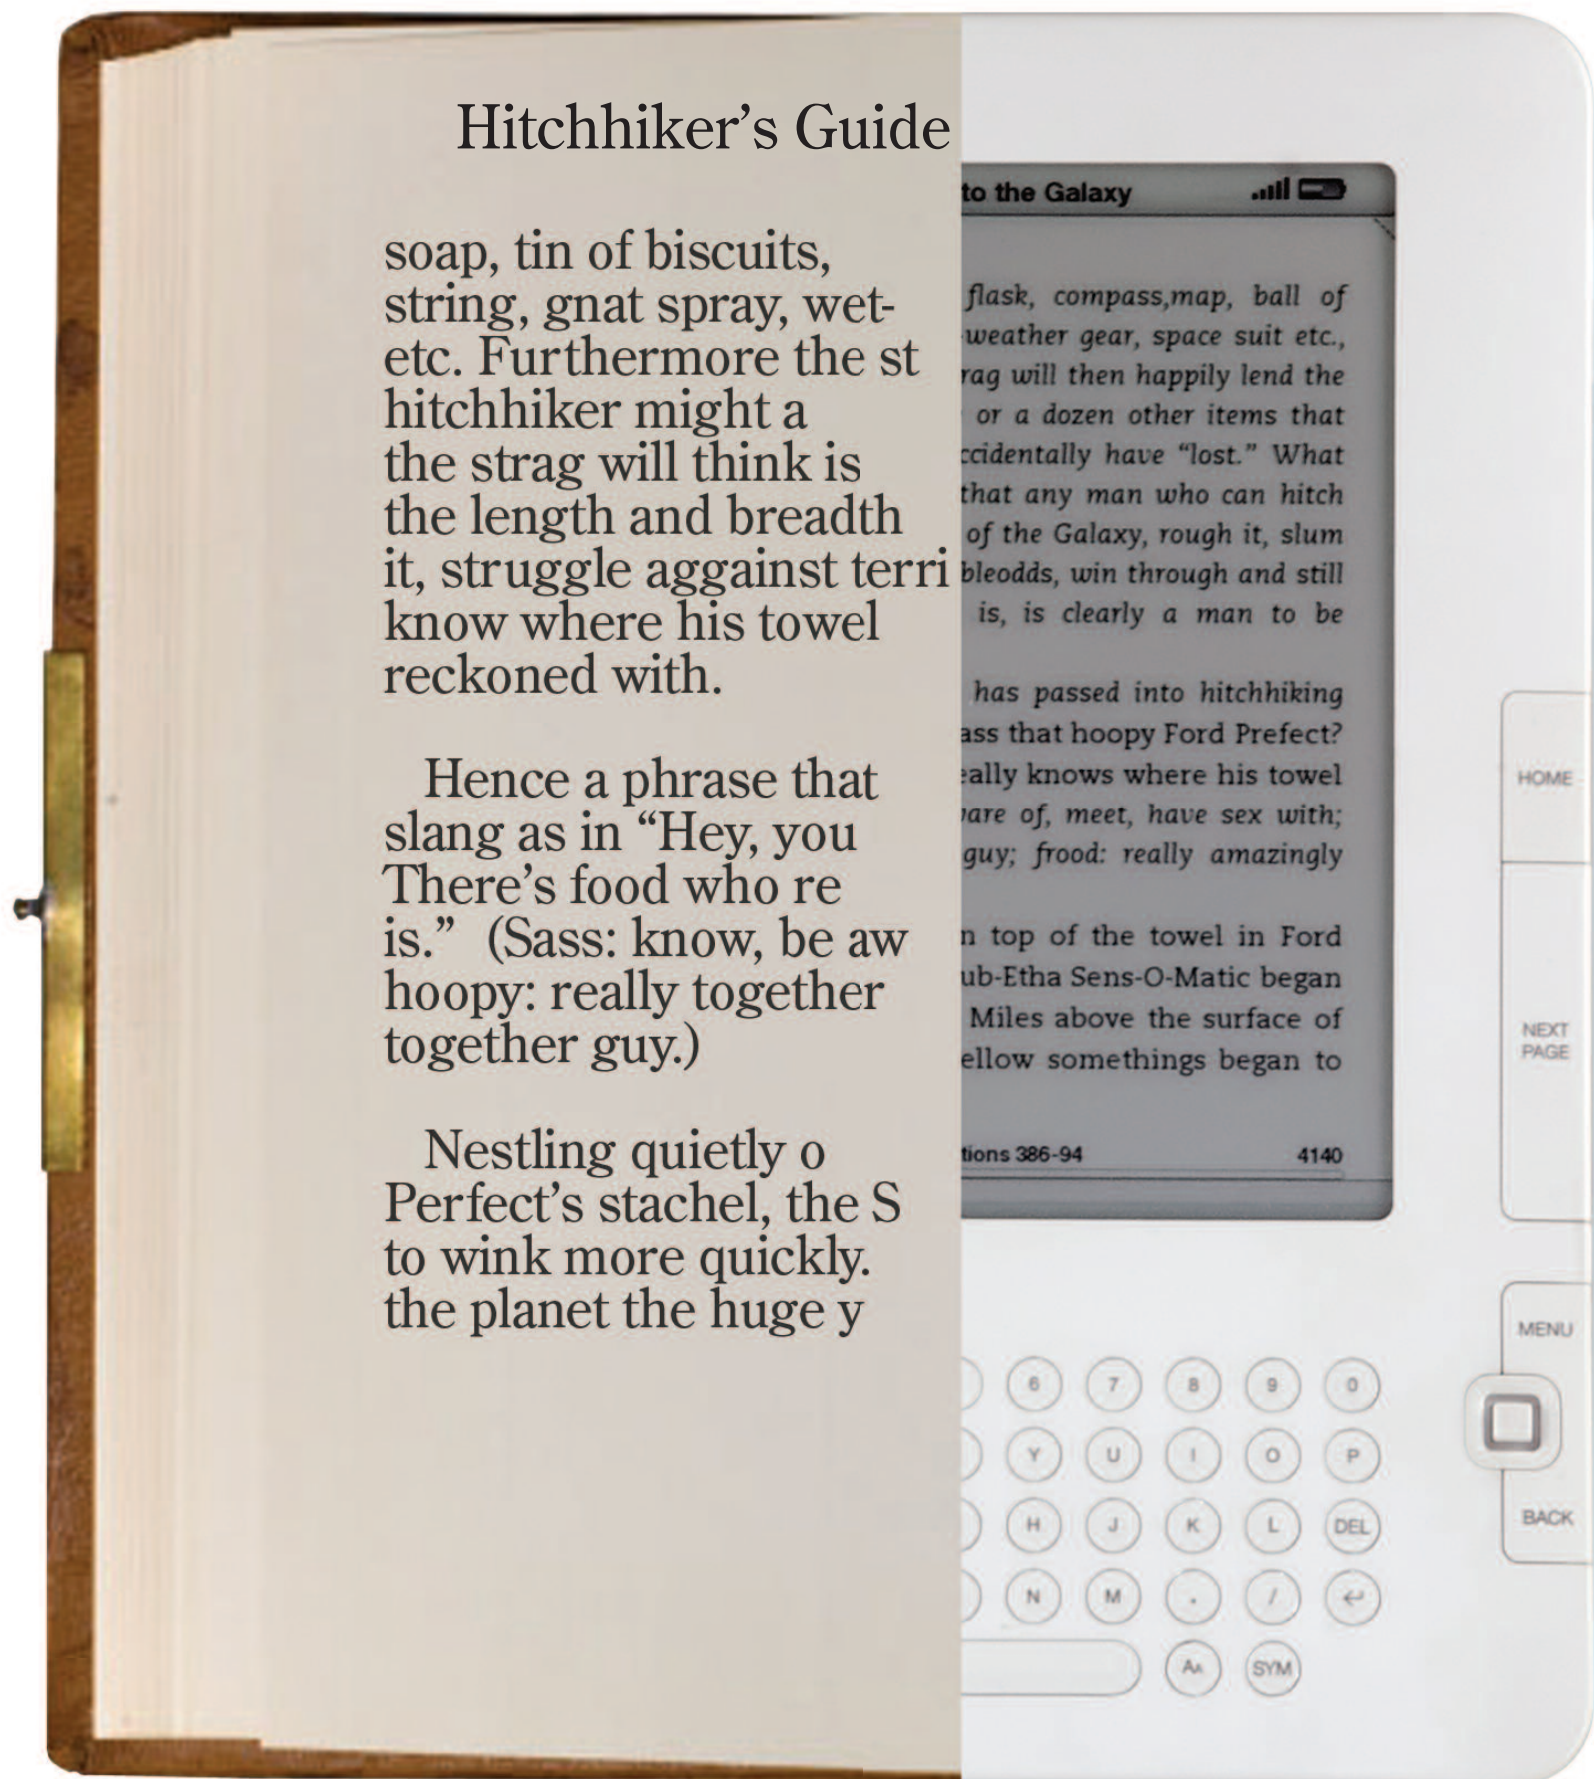 Hitchhiker’s Guide
soap, tin of biscuits,
string, gnat spray, wet-
etc. Furthermore the st
hitchhiker might a
the strag will think is
the length and breadth
it, struggle aggainst terri
know where his towel
reckoned with.
Hence a phrase that
slang as in “Hey, you
There’s food who re
is.” (Sass: know, be aw
hoopy: really together
together guy.)
Nestling quietly o
Perfect’s stachel, the S
to wink more quickly.
the planet the huge y
to the Galaxy
flask, compass,map, ball of
weather gear, space suit etc.,
rag will then happily lend the
or a dozen other items that
ccidentally have “lost.” What
that any man who can hitch
of the Galaxy, rough it, slum
bleodds, win through and still
is, is clearly a man to be
has passed into hitchhiking
ass that hoopy Ford Prefect?
eally knows where his towel
are of, meet, have sex with;
guy; frood: really amazingly
n top of the towel in Ford
ub-Etha Sens-O-Matic began
Miles above the surface of
ellow somethings began to
tions 386-94 4140
HOME
NEXT
PAGE
MENU
BACK
6 7 8 9 0
Y U I O P
H J K L DEL
N M . / ↵
AA SYM